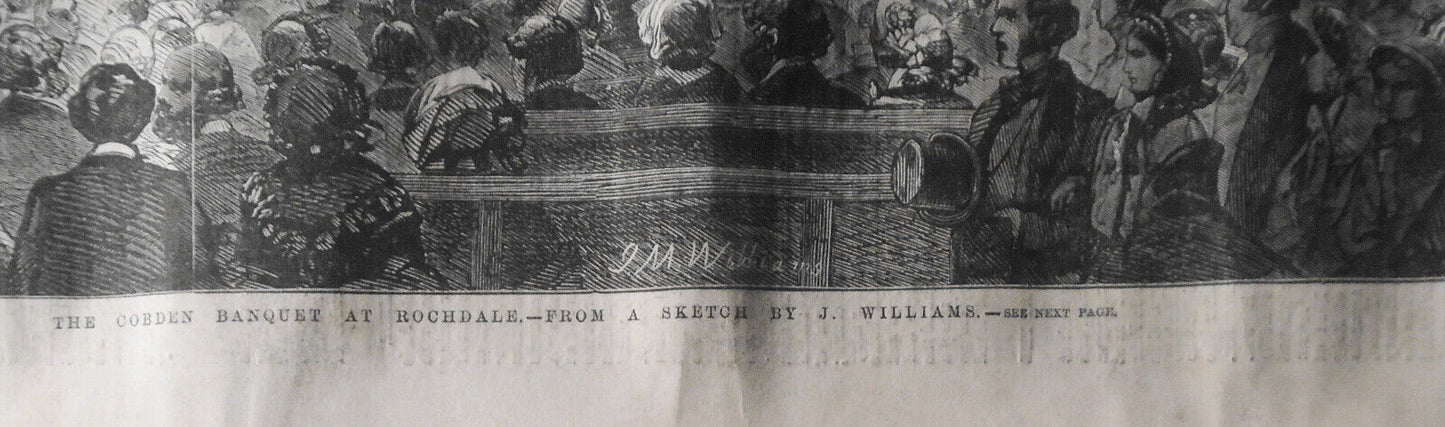 J M Williams
THE COBDEN BANQUET AT ROCHDALE.—FROM A SKETCH BY J. WILLIAMS.—SEE NEXT PAGE.